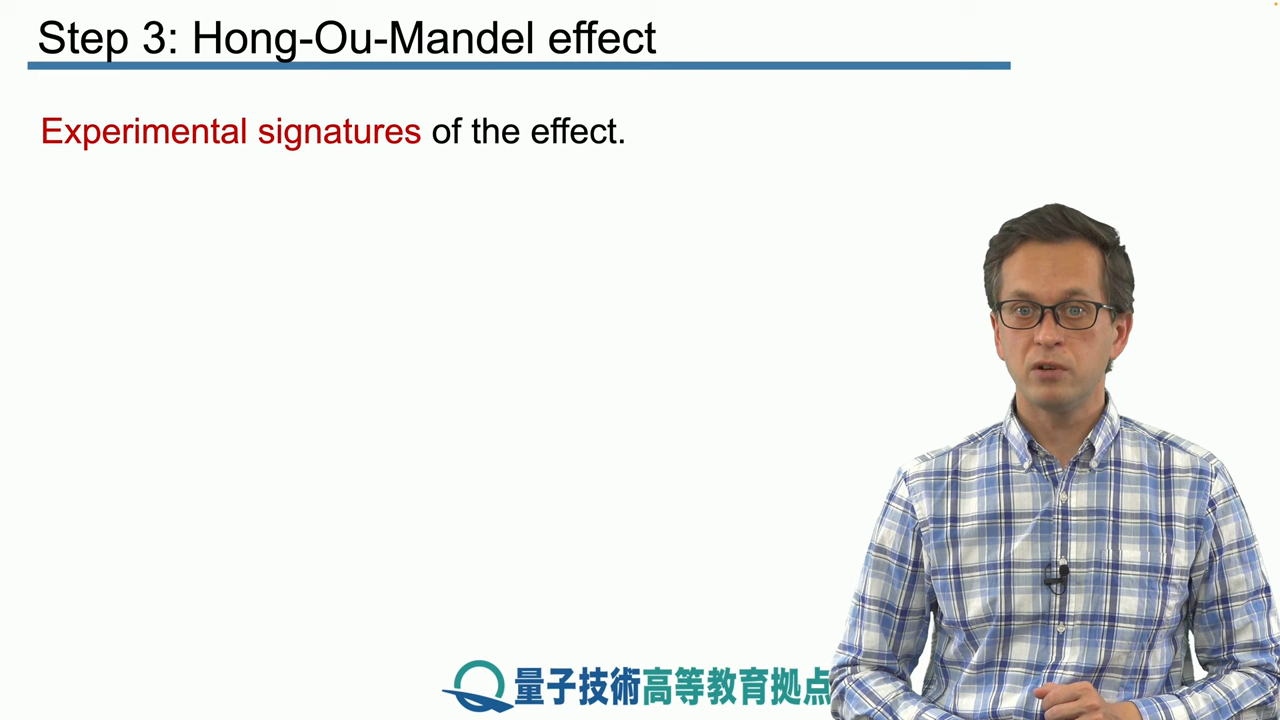 Step 3: Hong-Ou-Mandel effect
Experimental signatures of the effect.
量子技術高等教育拠点